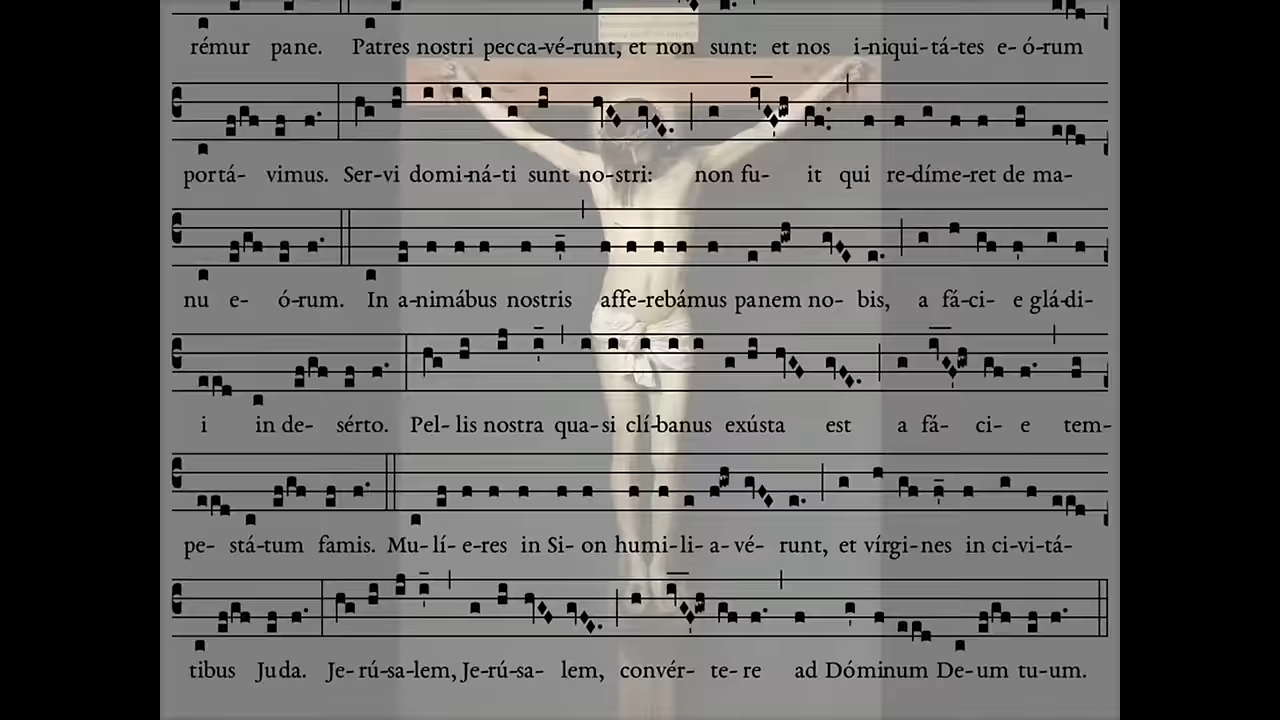 rémur pane. Patres nostri pecca-vé-runt, et non sunt: et nos i-niqui-tá-tes e-ó-rum
portá-vimus. Ser-vi domi-ná-ti sunt no-stri: non fu-it qui re-díme-ret de ma-
nu e-ó-rum. In a-nimábus nostris affe-rebámus panem no-bis, a fá-ci-e glá-di-
i in de-sérto. Pel-lis nostra qua-si clí-banus exústa est a fá-ci-e tem-
pe-stá-tum famis. Mu-lí-e-res in Si-on humi-li-a-vé-runt, et vírgi-nes in ci-vi-tá-
tibus Juda. Je-rú-sa-lem, Je-rú-sa-lem, convér-te-re ad Dóminum De-um tu-um.